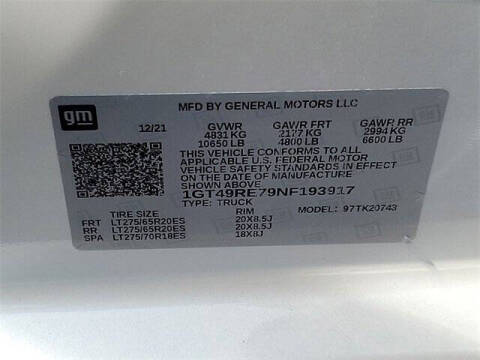 gm
MFD BY GENERAL MOTORS LLC
12/21 GVWR GAWR FRT GAWR RR
4831 KG 2177 KG 2994 KG
10650 LB 4800 LB 6600 LB
THIS VEHICLE CONFORMS TO ALL
APPLICABLE U.S. FEDERAL MOTOR
VEHICLE SAFETY STANDARDS IN EFFECT
ON THE DATE OF MANUFACTURE
SHOWN ABOVE.
1GT49RE79NF193917
TYPE: TRUCK MODEL: 97TK20743
TIRE SIZE RIM
FRT LT275/65R20ES 20X8.5J
RR LT275/65R20ES 20X8.5J
SPA LT275/70R18ES 18X8J